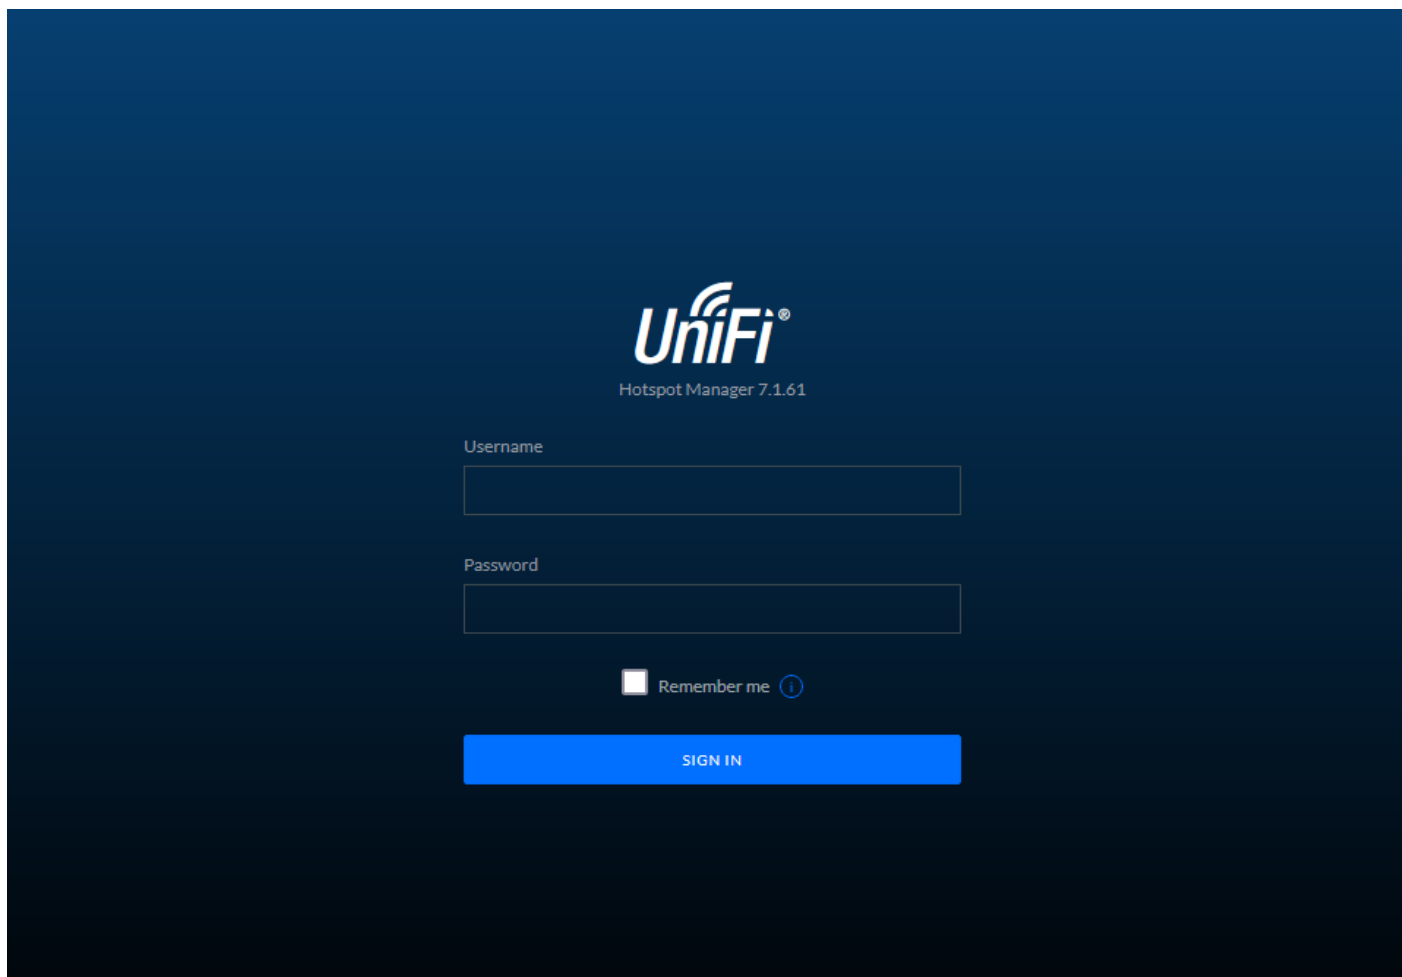 UniFi®
Hotspot Manager 7.1.61
Username
Password
Remember me i
SIGN IN